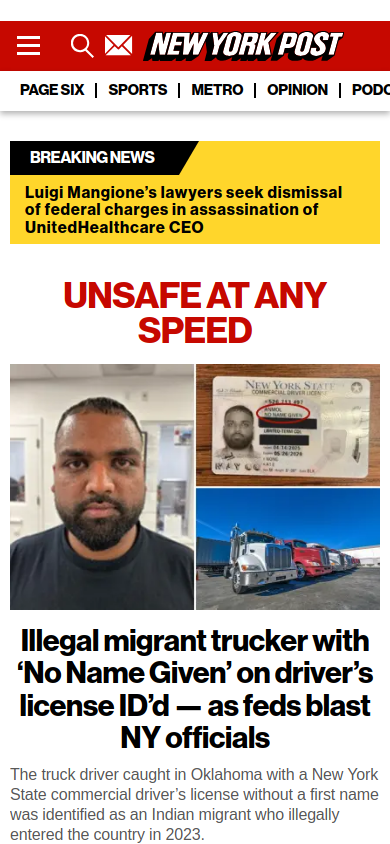 NEW YORK POST
PAGE SIX | SPORTS | METRO | OPINION | PODC
BREAKING NEWS
Luigi Mangione's lawyers seek dismissal
of federal charges in assassination of
UnitedHealthcare CEO
UNSAFE AT ANY
SPEED
NEW YORK STATE
COMMERCIAL DRIVER LICENSE
ANMOL
NO NAME GIVEN
Illegal migrant trucker with
‘No Name Given’ on driver’s
license ID’d — as feds blast
NY officials
The truck driver caught in Oklahoma with a New York
State commercial driver’s license without a first name
was identified as an Indian migrant who illegally
entered the country in 2023.